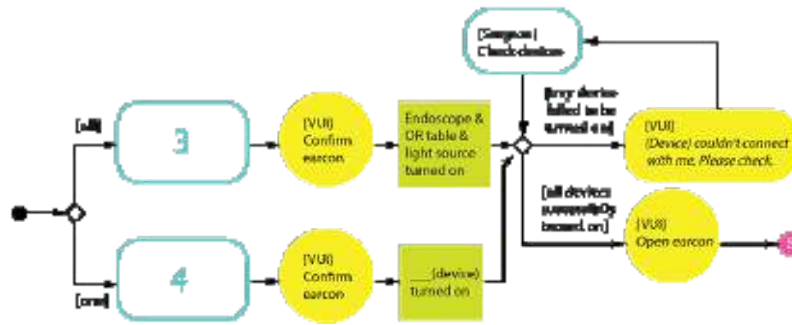 [Surgeon]
Check devices
[all]
3
[VUI]
Confirm
earcon
Endoscope &
OR table &
light source
turned on
[any device
failed to be
turned on]
[VUI]
(Device) couldn't connect
with me. Please check.
[all devices
successfully
turned on]
[VUI]
Open earcon
[one]
4
[VUI]
Confirm
earcon
___(device)
turned on